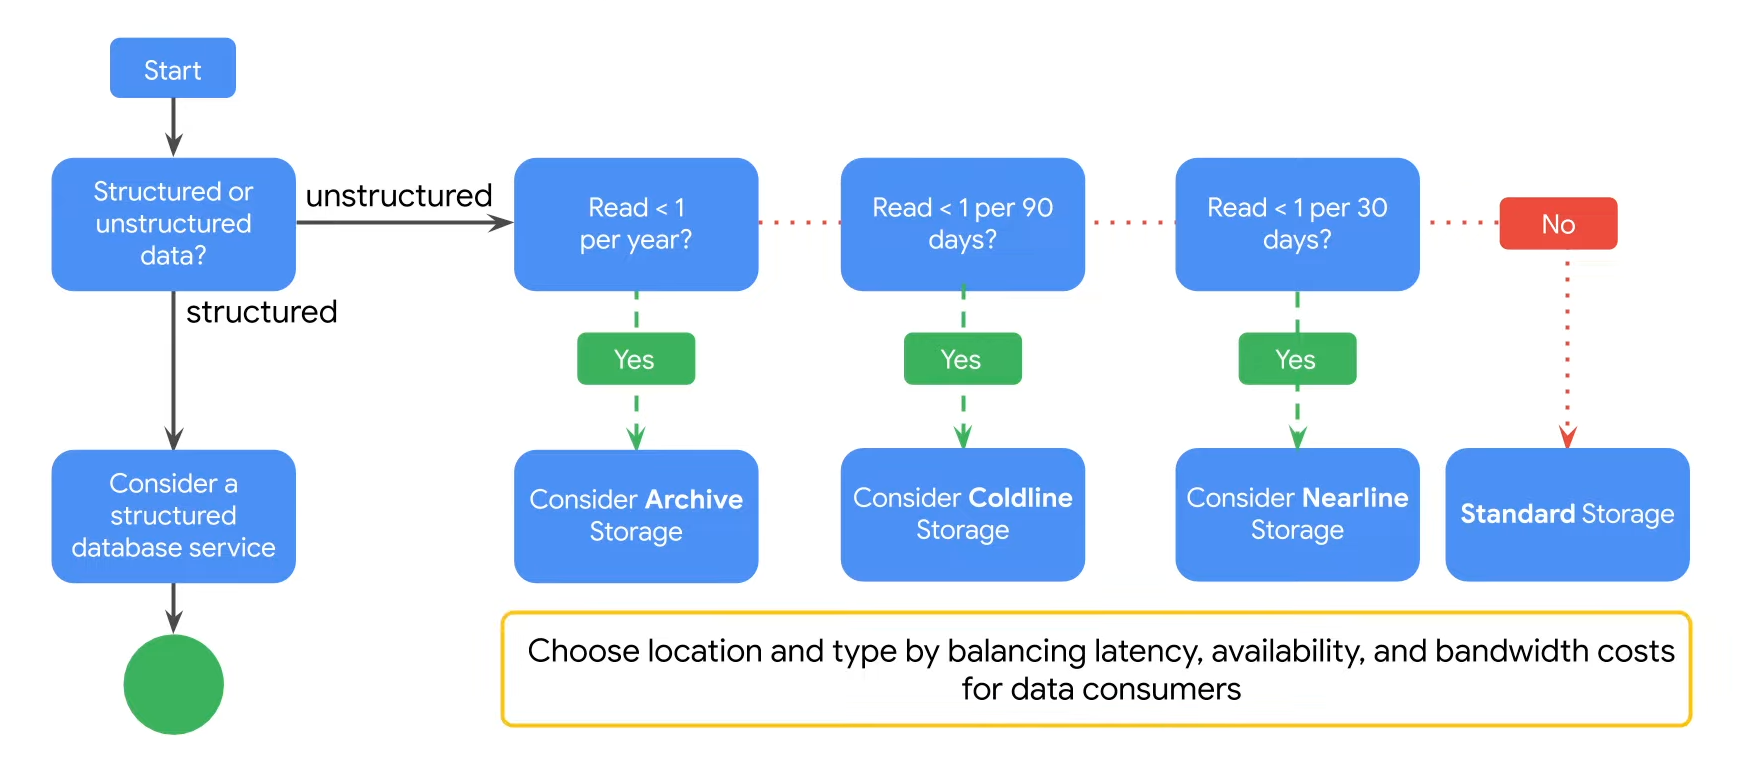 Start
Structured or
unstructured
data?
unstructured
Read < 1
per year?
Read < 1 per 90
days?
Read < 1 per 30
days?
No
structured
Yes
Yes
Yes
Consider a
structured
database service
Consider Archive
Storage
Consider Coldline
Storage
Consider Nearline
Storage
Standard Storage
Choose location and type by balancing latency, availability, and bandwidth costs
for data consumers